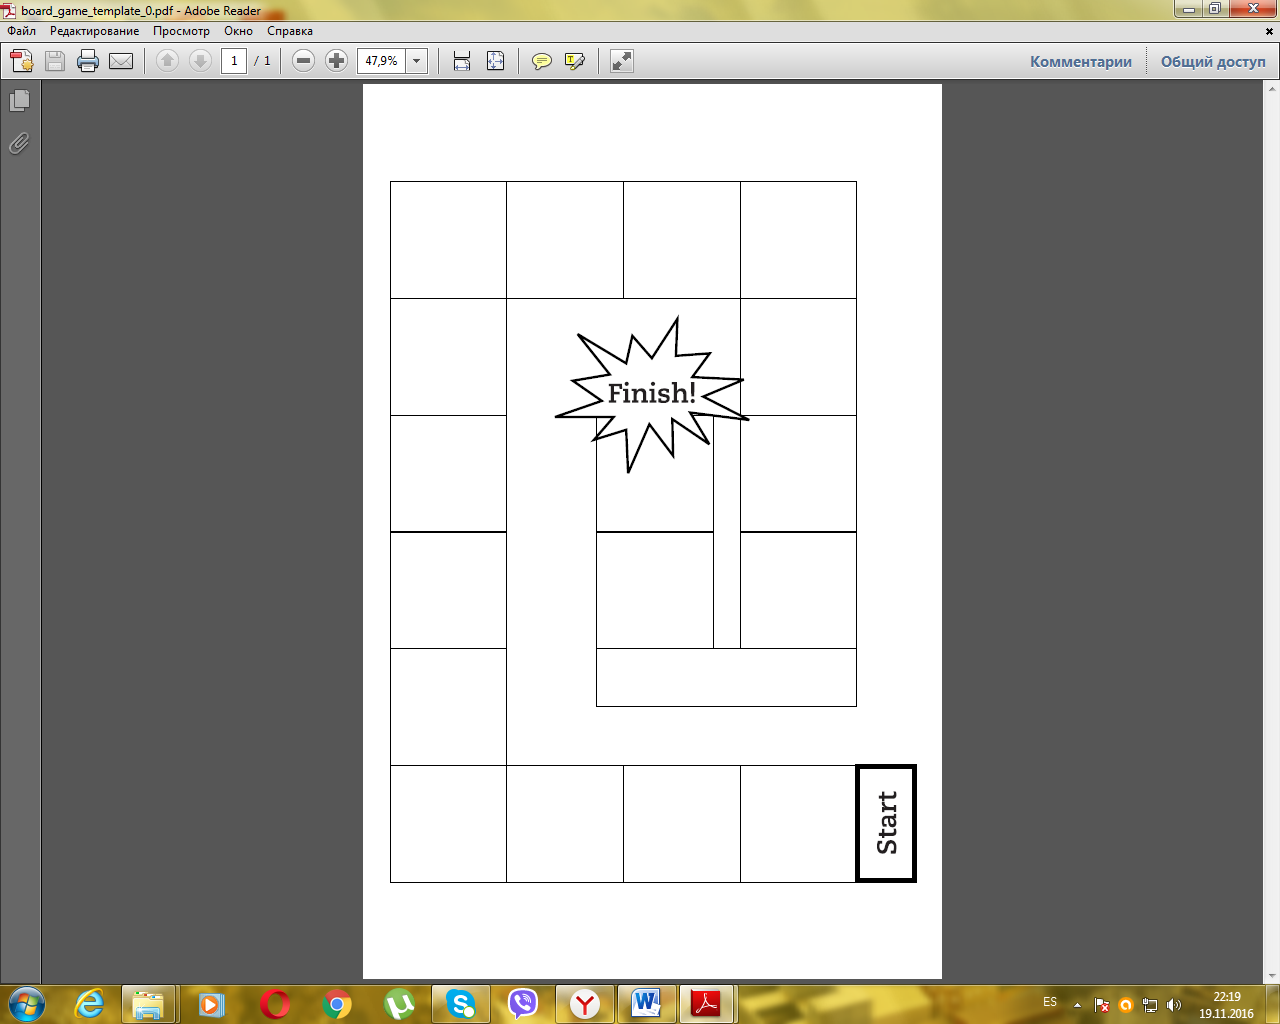 board_game_template_0.pdf - Adobe Reader
Файл Редактирование Просмотр Окно Справка
1 / 1 47,9% Комментарии Общий доступ
Finish!
Start
ES 22:19
19.11.2016